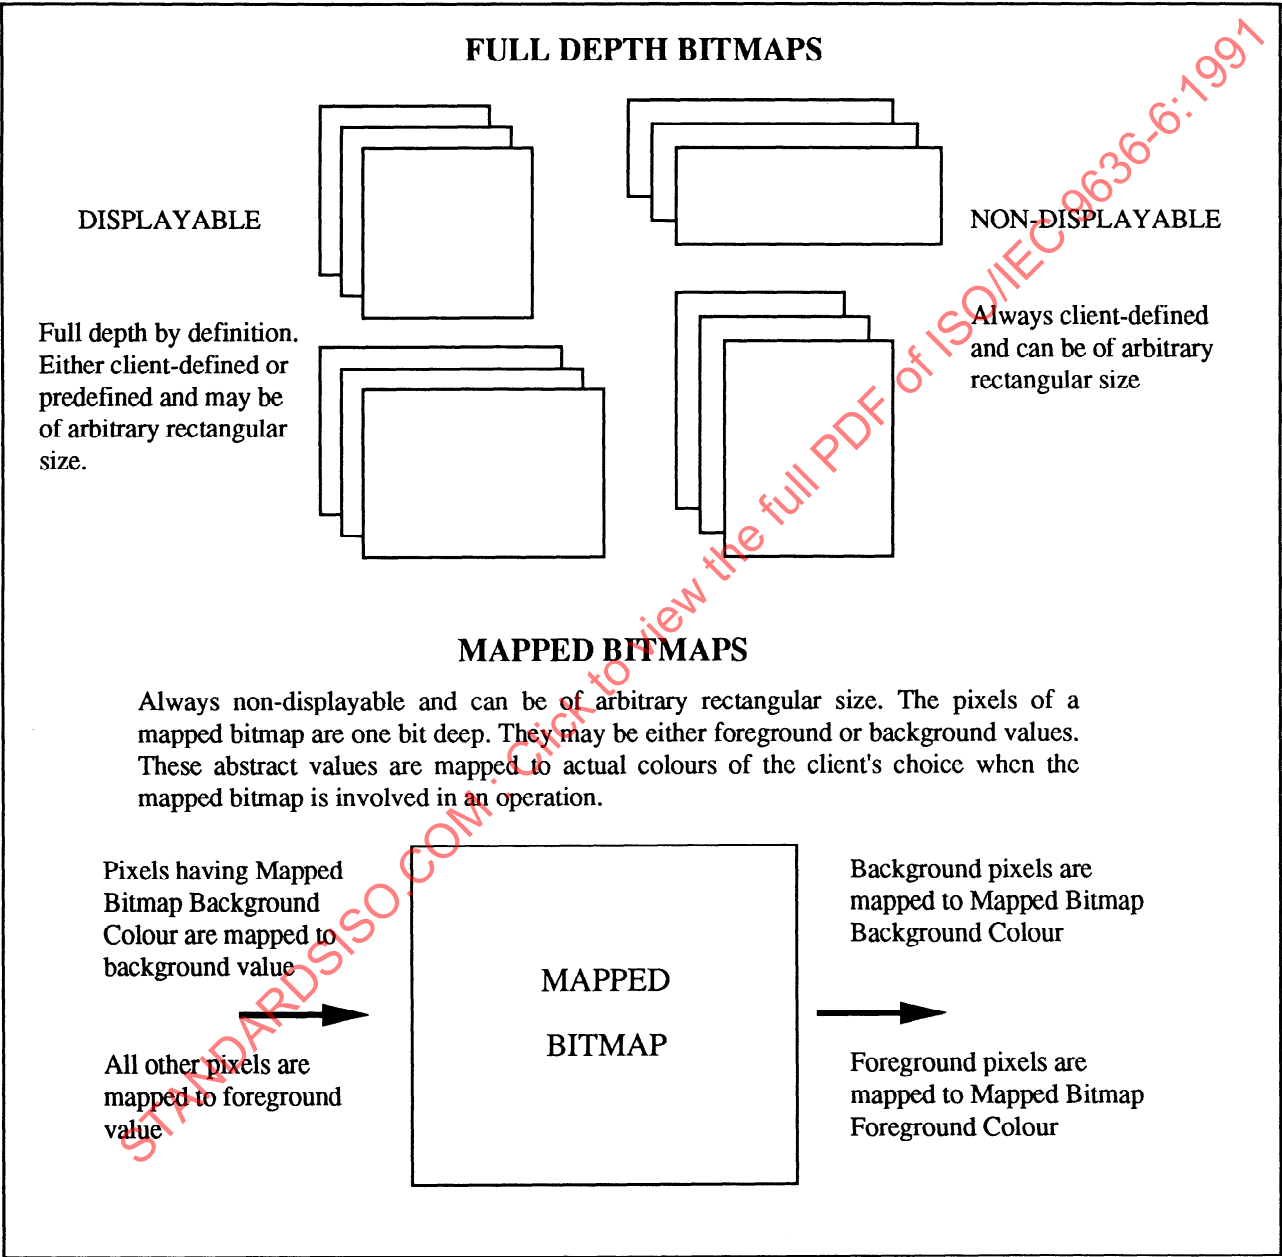 FULL DEPTH BITMAPS
DISPLAYABLE
Full depth by definition.
Either client-defined or
predefined and may be
of arbitrary rectangular
size.
NON-DISPLAYABLE
Always client-defined
and can be of arbitrary
rectangular size
MAPPED BITMAPS
Always non-displayable and can be of arbitrary rectangular size. The pixels of a
mapped bitmap are one bit deep. They may be either foreground or background values.
These abstract values are mapped to actual colours of the client's choice when the
mapped bitmap is involved in an operation.
Pixels having Mapped
Bitmap Background
Colour are mapped to
background value
All other pixels are
mapped to foreground
value
MAPPED
BITMAP
Background pixels are
mapped to Mapped Bitmap
Background Colour
Foreground pixels are
mapped to Mapped Bitmap
Foreground Colour
STANDARDSISO.COM : Click to view the full PDF of ISO/IEC 9636-6:1991